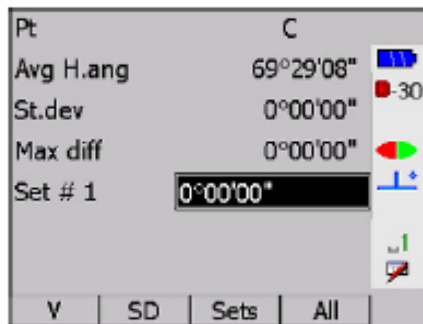 Pt C
Avg H.ang 69°29'08"
St.dev 0°00'00"
Max diff 0°00'00"
Set # 1 0°00'00"
-30
1
V SD Sets All